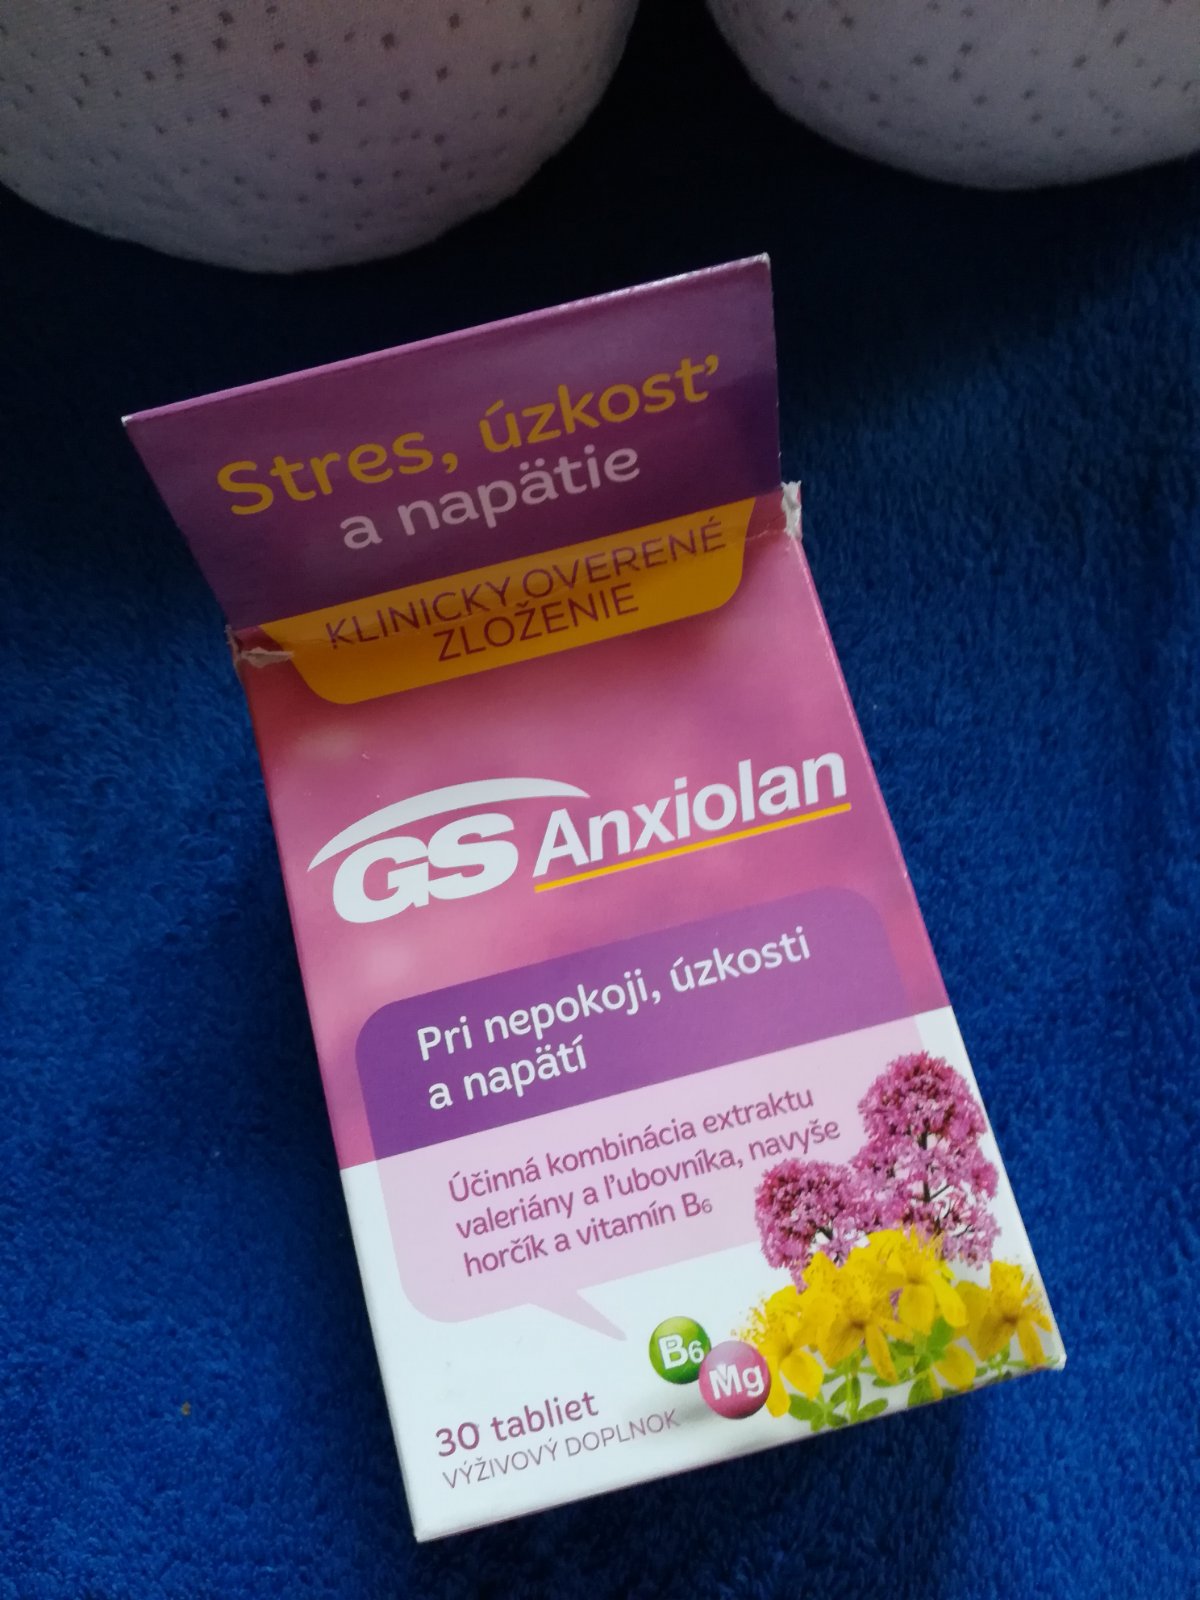 Stres, úzkosť
a napätie
KLINICKY OVERENÉ
ZLOŽENIE
GS Anxiolan
Pri nepokoji, úzkosti
a napätí
Účinná kombinácia extraktu
valeriány a ľubovníka, navyše
horčík a vitamín B₆
B₆
Mg
30 tabliet
VÝŽIVOVÝ DOPLNOK